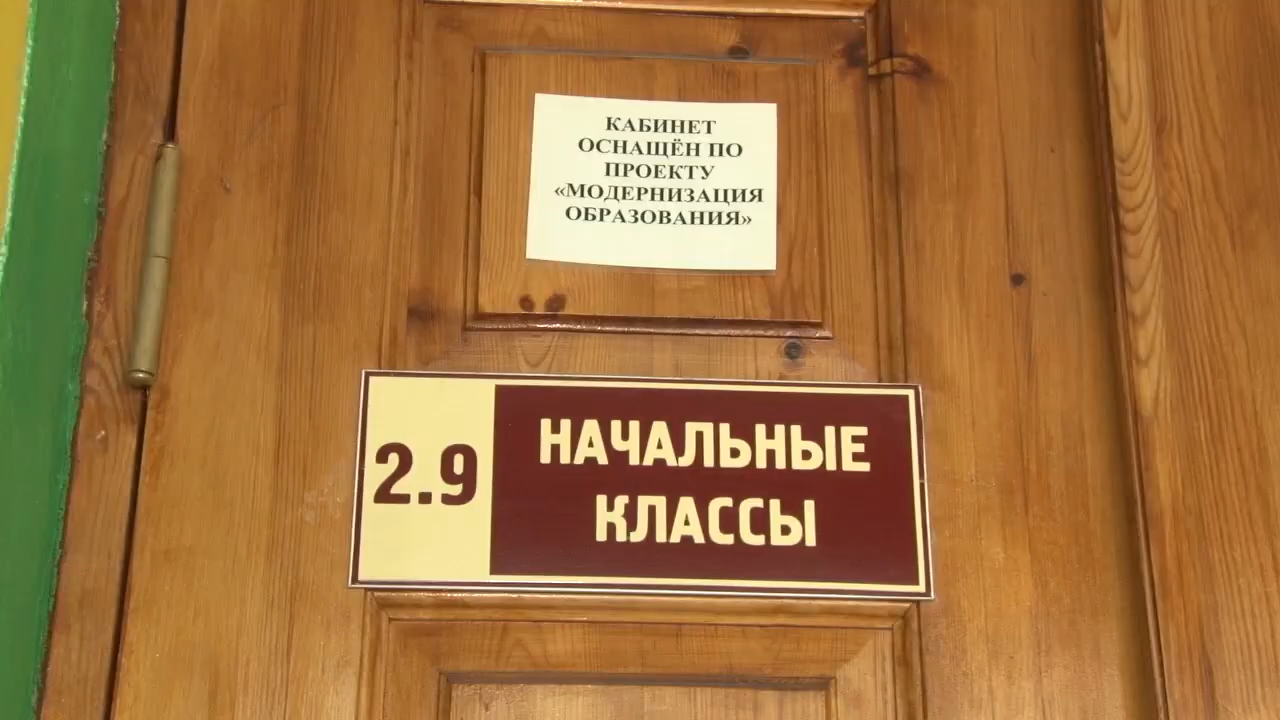 КАБИНЕТ
ОСНАЩЁН ПО
ПРОЕКТУ
«МОДЕРНИЗАЦИЯ
ОБРАЗОВАНИЯ»
2.9
НАЧАЛЬНЫЕ
КЛАССЫ